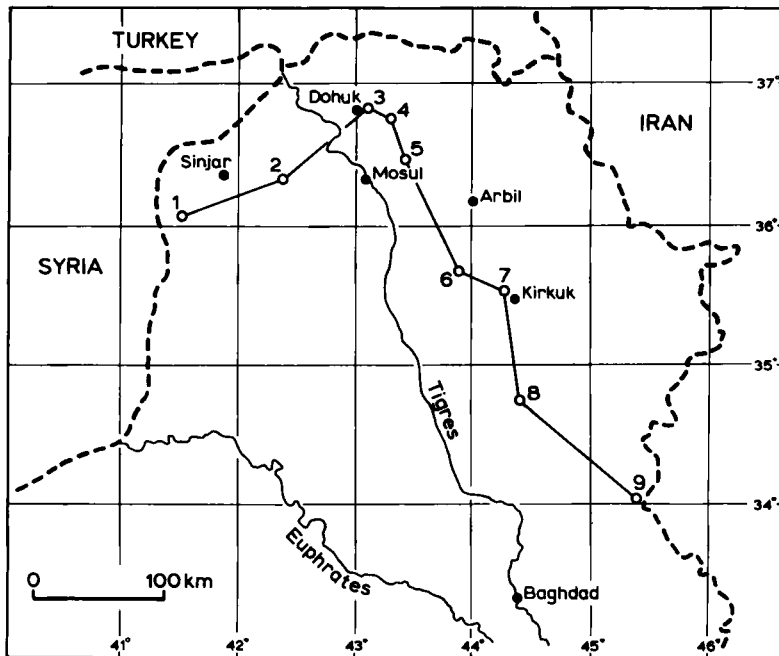 TURKEY
37°
Dohuk
3
4
IRAN
5
Sinjar
2
Mosul
1
Arbil
36°
SYRIA
6
7
Kirkuk
35°
8
Tigres
9
34°
Euphrates
0
100 km
Baghdad
41°
42°
43°
44°
45°
46°